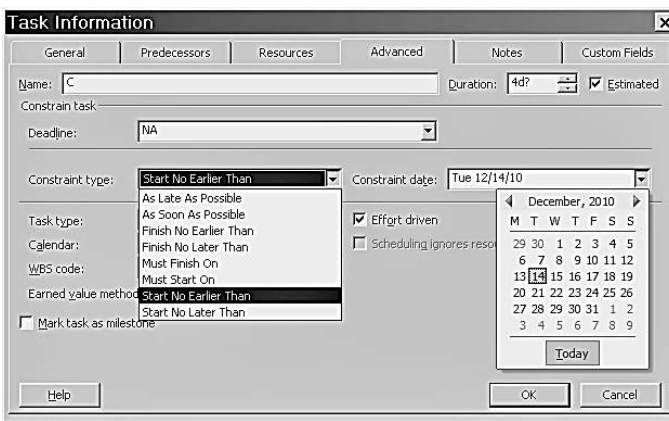 Task Information
General Predecessors Resources Advanced Notes Custom Fields
Name: C Duration: 4d? Estimated
Constrain task
Deadline: NA
Constraint type: Start No Earlier Than Constraint date: Tue 12/14/10
As Late As Possible
As Soon As Possible
Finish No Earlier Than
Finish No Later Than
Must Finish On
Must Start On
Start No Earlier Than
Start No Later Than
Task type: Effort driven
Calendar: Scheduling ignores reso
WBS code:
Earned value method
Mark task as milestone
December, 2010
M T W T F S S
29 30 1 2 3 4 5
6 7 8 9 10 11 12
13 14 15 16 17 18 19
20 21 22 23 24 25 26
27 28 29 30 31 1 2
3 4 5 6 7 8 9
Today
Help OK Cancel